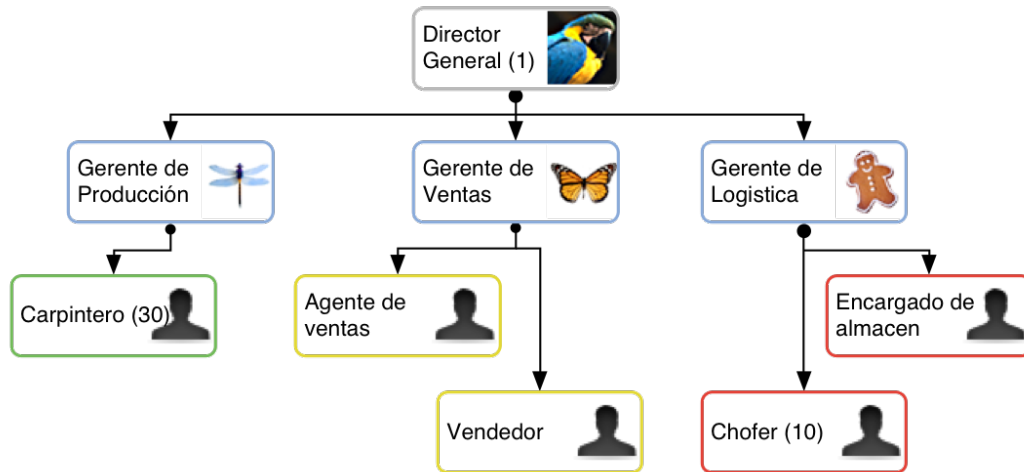 Director
General (1)
Gerente de
Producción
Gerente de
Ventas
Gerente de
Logistica
Carpintero (30)
Agente de
ventas
Encargado de
almacen
Vendedor
Chofer (10)